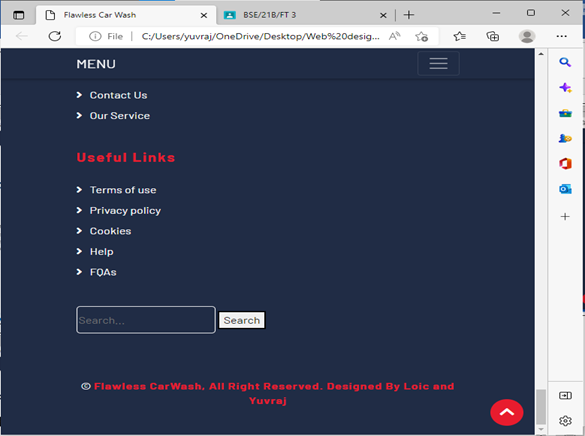 Flawless Car Wash
BSE/21B/FT 3
File
C:/Users/yuvraj/OneDrive/Desktop/Web%20desig...
MENU
Contact Us
Our Service
Useful Links
Terms of use
Privacy policy
Cookies
Help
FQAs
Search...
Search
© Flawless CarWash, All Right Reserved. Designed By Loic and
Yuvraj